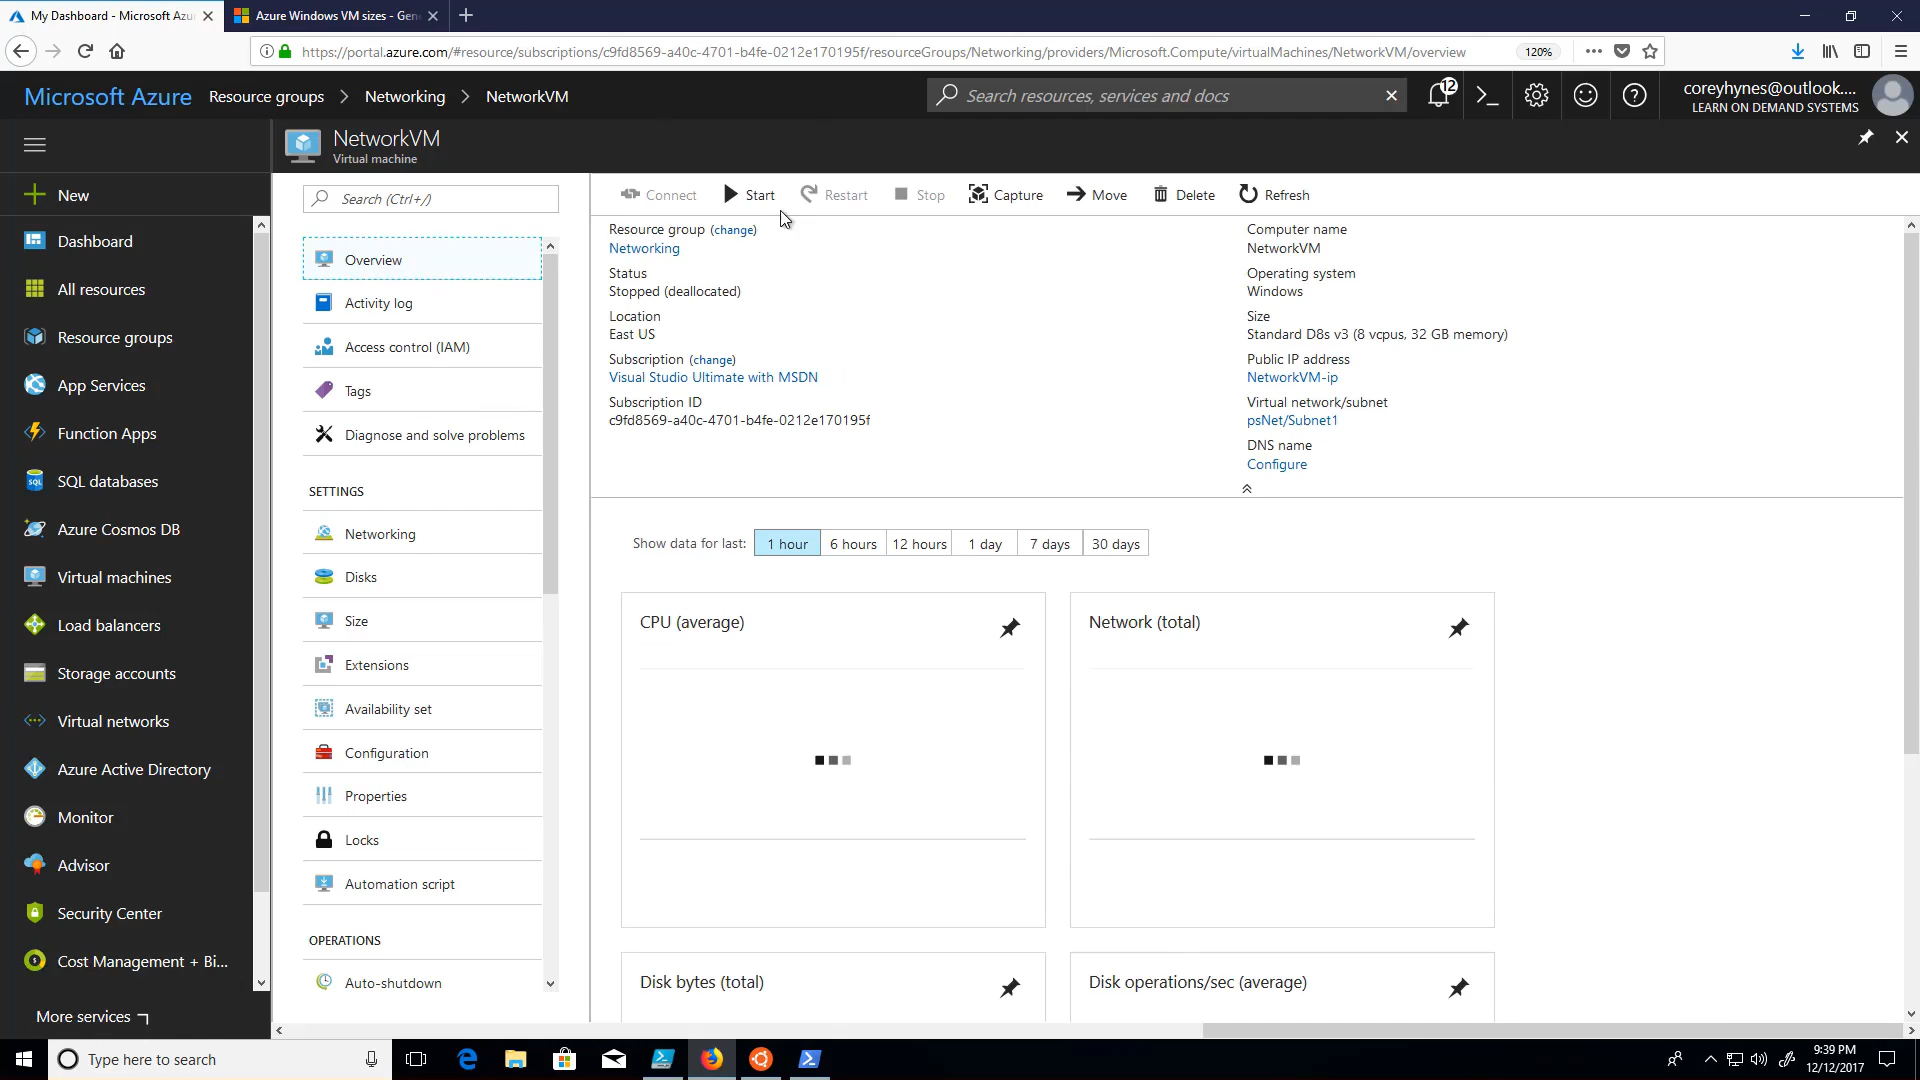 My Dashboard - Microsoft Azu
Azure Windows VM sizes - Gen
https://portal.azure.com/#resource/subscriptions/c9fd8569-a40c-4701-b4fe-0212e170195f/resourceGroups/Networking/providers/Microsoft.Compute/virtualMachines/NetworkVM/overview
120%
Microsoft Azure
Resource groups
Networking
NetworkVM
Search resources, services and docs
12
coreyhynes@outlook....
LEARN ON DEMAND SYSTEMS
NetworkVM
Virtual machine
New
Dashboard
All resources
Resource groups
App Services
Function Apps
SQL databases
Azure Cosmos DB
Virtual machines
Load balancers
Storage accounts
Virtual networks
Azure Active Directory
Monitor
Advisor
Security Center
Cost Management + Bi...
More services
Search (Ctrl+/)
Overview
Activity log
Access control (IAM)
Tags
Diagnose and solve problems
SETTINGS
Networking
Disks
Size
Extensions
Availability set
Configuration
Properties
Locks
Automation script
OPERATIONS
Auto-shutdown
Connect
Start
Restart
Stop
Capture
Move
Delete
Refresh
Resource group (change)
Networking
Status
Stopped (deallocated)
Location
East US
Subscription (change)
Visual Studio Ultimate with MSDN
Subscription ID
c9fd8569-a40c-4701-b4fe-0212e170195f
Computer name
NetworkVM
Operating system
Windows
Size
Standard D8s v3 (8 vcpus, 32 GB memory)
Public IP address
NetworkVM-ip
Virtual network/subnet
psNet/Subnet1
DNS name
Configure
Show data for last:
1 hour
6 hours
12 hours
1 day
7 days
30 days
CPU (average)
Network (total)
Disk bytes (total)
Disk operations/sec (average)
Type here to search
9:39 PM
12/12/2017